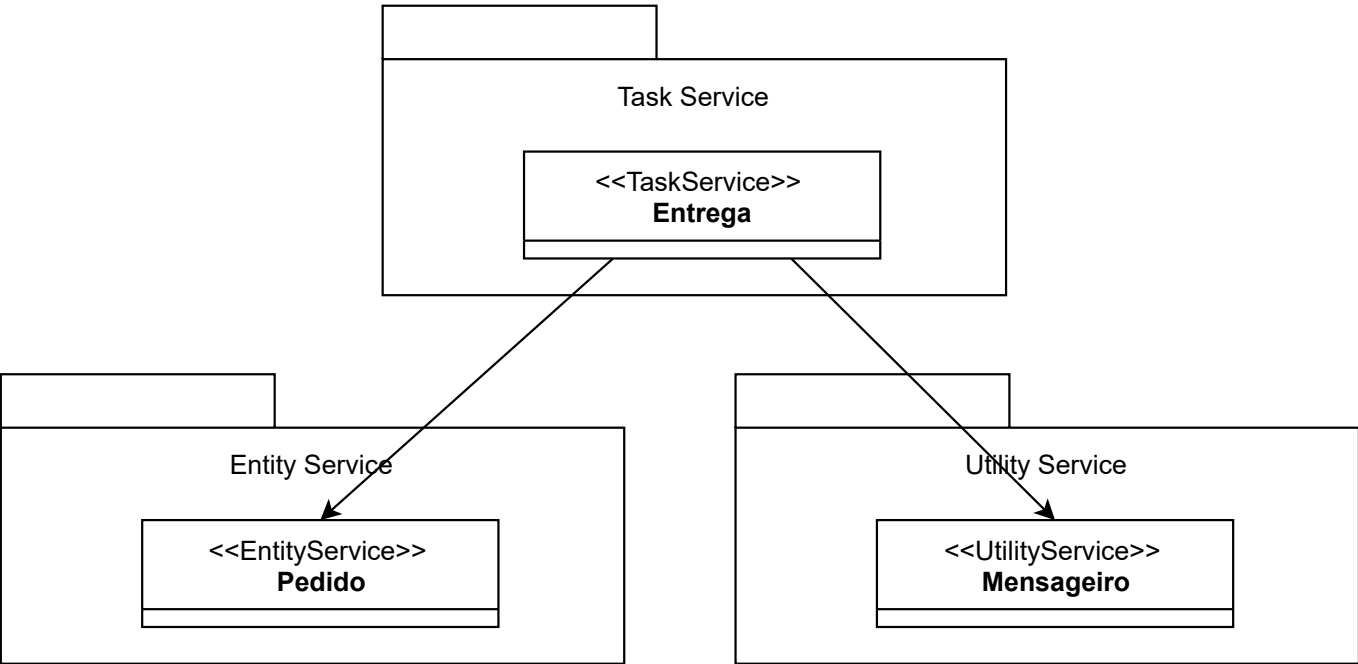 Task Service
<<TaskService>>
Entrega
Entity Service
<<EntityService>>
Pedido
Utility Service
<<UtilityService>>
Mensageiro